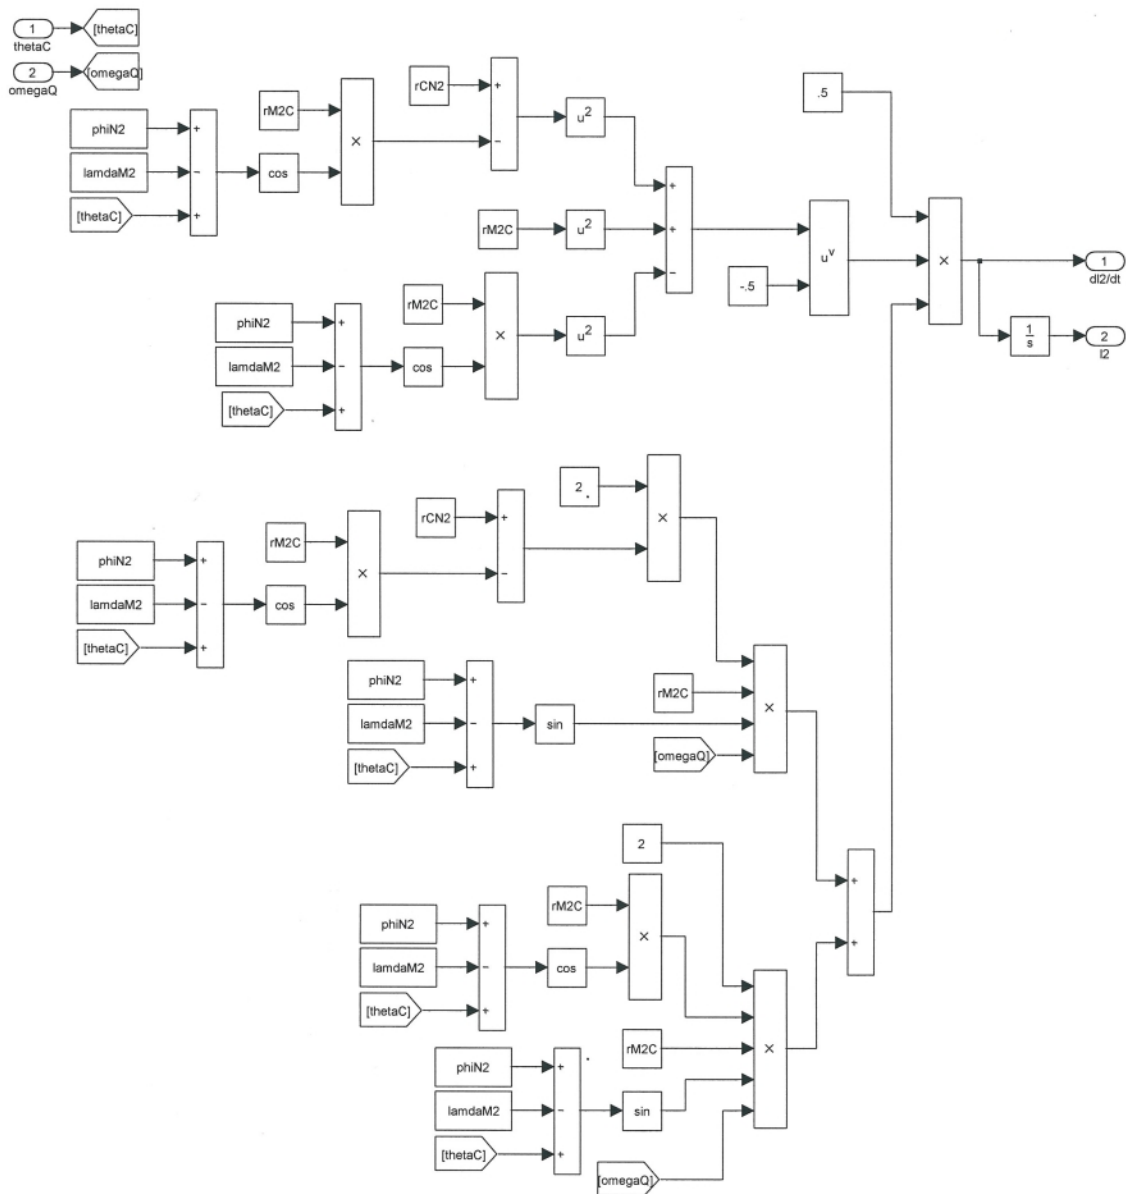 1
thetaC
[thetaC]
2
omegaQ
[omegaQ]
phiN2
lamdaM2
[thetaC]
+
−
+
cos
rM2C
×
rCN2
+
−
u²
rM2C
u²
phiN2
lamdaM2
[thetaC]
+
−
+
cos
rM2C
×
u²
+
+
−
-.5
u^v
.5
×
1
dl2/dt
1/s
2
l2
phiN2
lamdaM2
[thetaC]
+
−
+
cos
rM2C
×
rCN2
+
−
2
×
phiN2
lamdaM2
[thetaC]
+
−
+
sin
rM2C
[omegaQ]
×
2
phiN2
lamdaM2
[thetaC]
+
−
+
cos
rM2C
×
rM2C
phiN2
lamdaM2
[thetaC]
+
−
+
sin
[omegaQ]
×
+
+